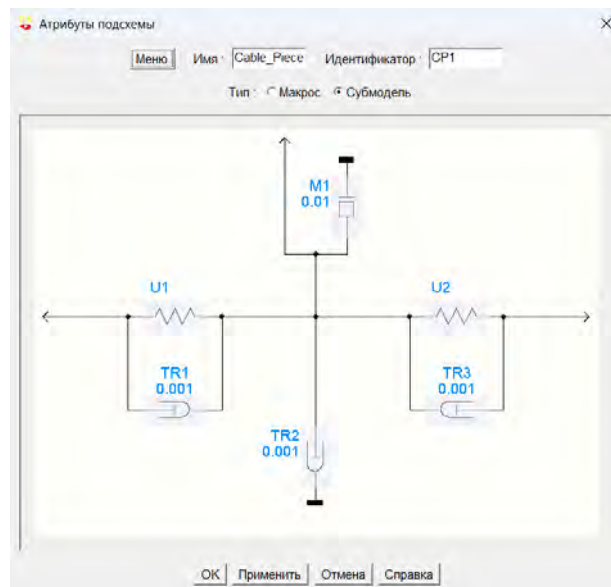 Атрибуты подсхемы
Меню Имя : Cable_Piece Идентификатор : CP1
Тип : Макрос Субмодель
M1
0.01
U1 U2
TR1 TR3
0.001 0.001
TR2
0.001
OK Применить Отмена Справка